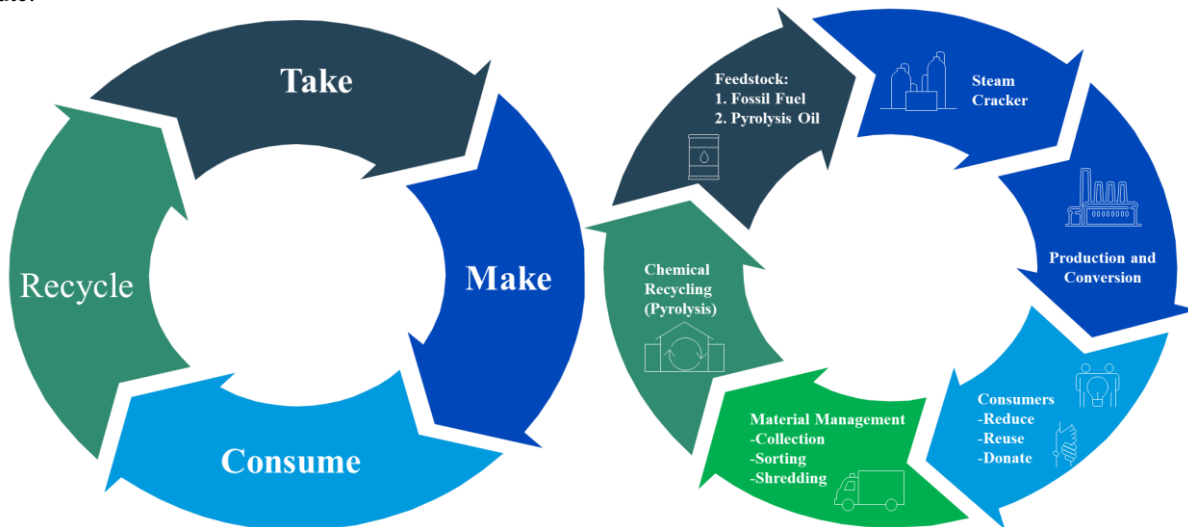 Take
Make
Consume
Recycle
Feedstock:
1. Fossil Fuel
2. Pyrolysis Oil
Steam
Cracker
Production and
Conversion
Consumers
-Reduce
-Reuse
-Donate
Material Management
-Collection
-Sorting
-Shredding
Chemical
Recycling
(Pyrolysis)